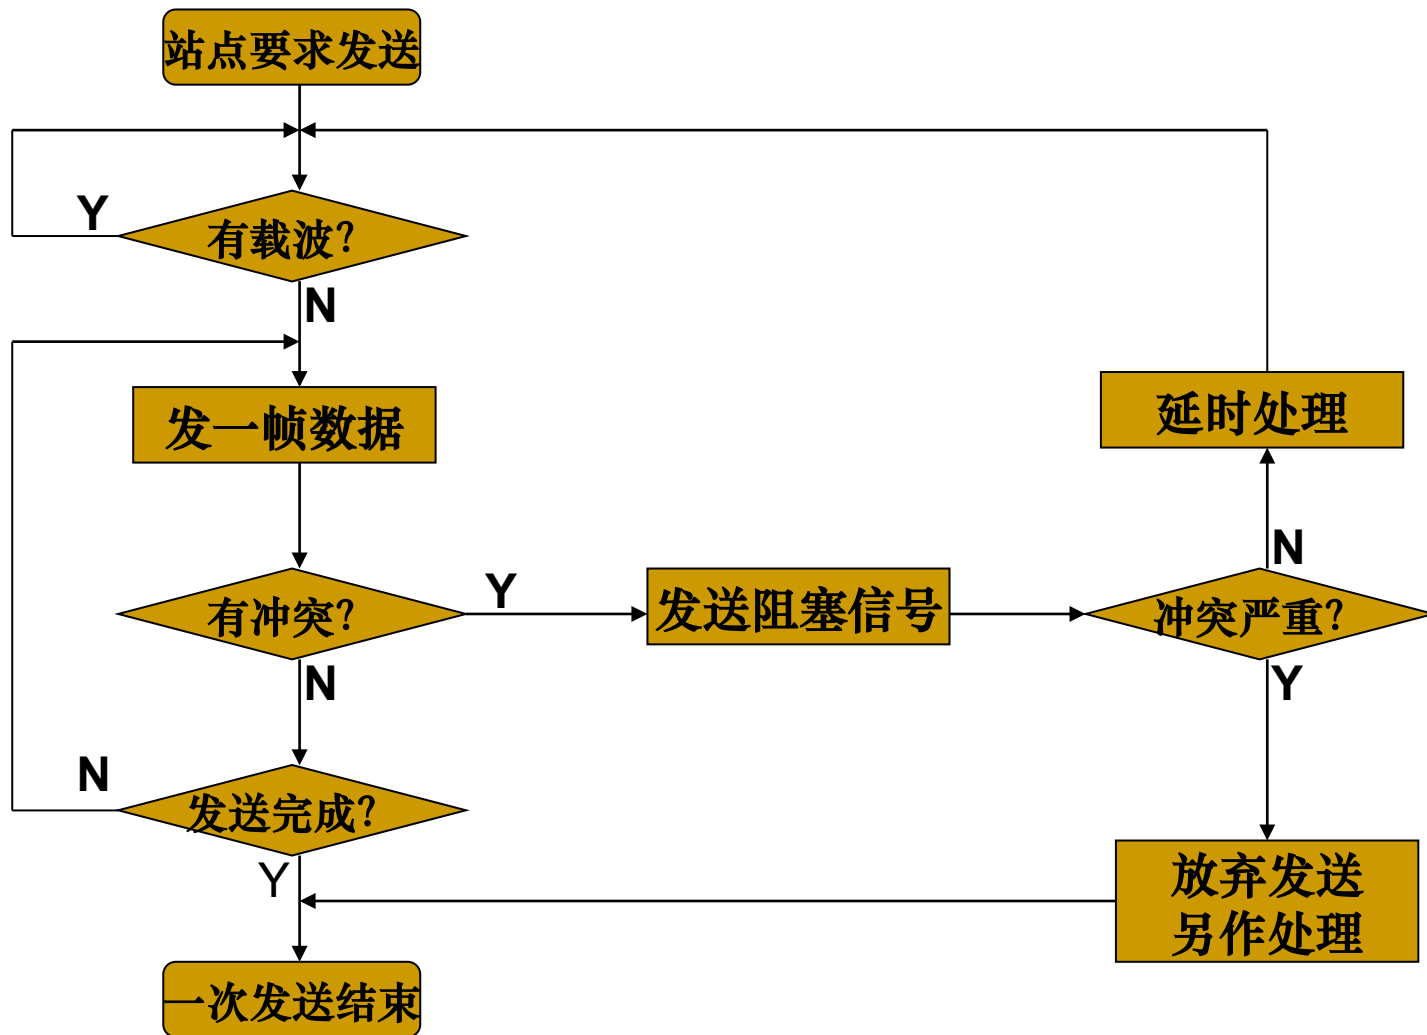 站点要求发送
Y
有载波？
N
发一帧数据
延时处理
N
有冲突？
Y
发送阻塞信号
冲突严重？
N
Y
N
发送完成？
Y
放弃发送
另作处理
一次发送结束